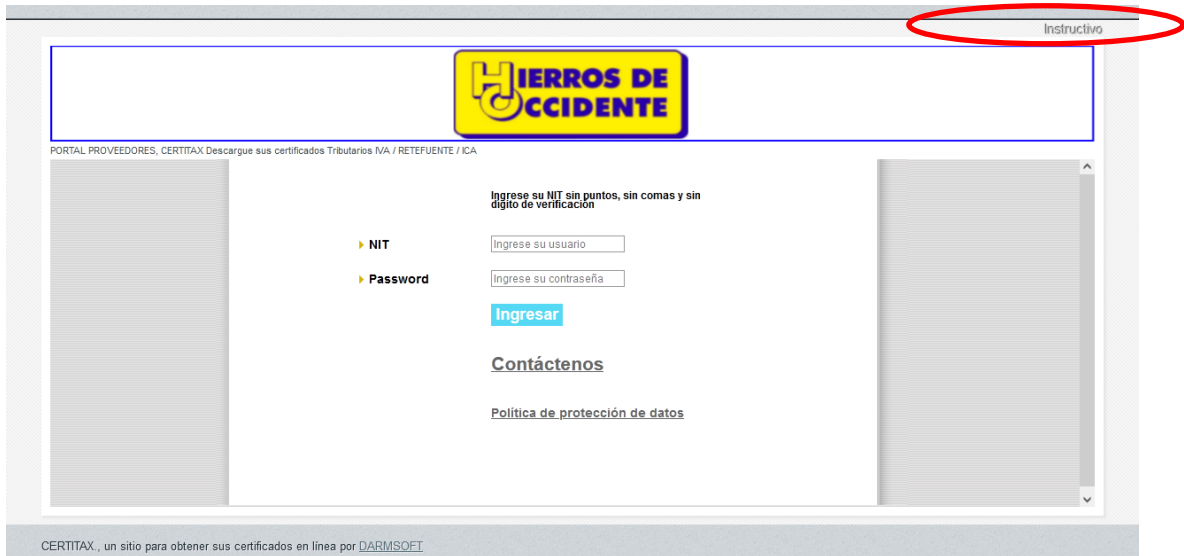 Instructivo
HIERROS DE
OCCIDENTE
PORTAL PROVEEDORES, CERTITAX Descargue sus certificados Tributarios IVA / RETEFUENTE / ICA
Ingrese su NIT sin puntos, sin comas y sin
digito de verificación
NIT
Ingrese su usuario
Password
Ingrese su contraseña
Ingresar
Contáctenos
Política de protección de datos
CERTITAX., un sitio para obtener sus certificados en línea por DARMSOFT